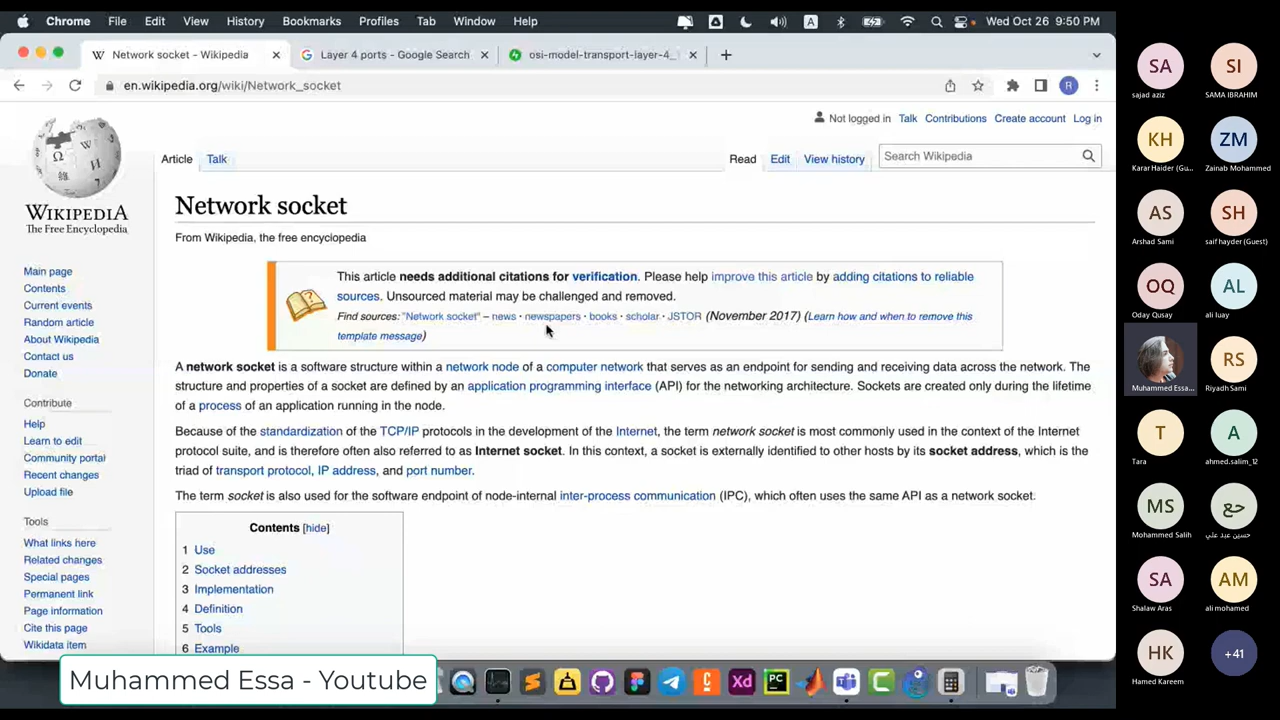 Chrome File Edit View History Bookmarks Profiles Tab Window Help A Wed Oct 26 9:50 PM
W Network socket - Wikipedia × G Layer 4 ports - Google Search × osi-model-transport-layer-4_ × +
en.wikipedia.org/wiki/Network_socket R
Not logged in Talk Contributions Create account Log in
Article Talk Read Edit View history Search Wikipedia
WIKIPEDIA
The Free Encyclopedia
Main page
Contents
Current events
Random article
About Wikipedia
Contact us
Donate
Contribute
Help
Learn to edit
Community portal
Recent changes
Upload file
Tools
What links here
Related changes
Special pages
Permanent link
Page information
Cite this page
Wikidata item
Network socket
From Wikipedia, the free encyclopedia
This article needs additional citations for verification. Please help improve this article by adding citations to reliable
sources. Unsourced material may be challenged and removed.
Find sources: "Network socket" – news · newspapers · books · scholar · JSTOR (November 2017) (Learn how and when to remove this
template message)
A network socket is a software structure within a network node of a computer network that serves as an endpoint for sending and receiving data across the network. The
structure and properties of a socket are defined by an application programming interface (API) for the networking architecture. Sockets are created only during the lifetime
of a process of an application running in the node.
Because of the standardization of the TCP/IP protocols in the development of the Internet, the term network socket is most commonly used in the context of the Internet
protocol suite, and is therefore often also referred to as Internet socket. In this context, a socket is externally identified to other hosts by its socket address, which is the
triad of transport protocol, IP address, and port number.
The term socket is also used for the software endpoint of node-internal inter-process communication (IPC), which often uses the same API as a network socket.
Contents [hide]
1 Use
2 Socket addresses
3 Implementation
4 Definition
5 Tools
6 Example
Muhammed Essa - Youtube
Xd PC
SA SI
sajad aziz SAMA IBRAHIM
KH ZM
Karar Haider (Gu... Zainab Mohammed
AS SH
Arshad Sami saif hayder (Guest)
OQ AL
Oday Qusay ali luay
RS
Muhammed Essa... Riyadh Sami
T A
Tara ahmed.salim_12
MS حع
Mohammed Salih حسين عبد علي
SA AM
Shalaw Aras ali mohamed
HK +41
Hamed Kareem